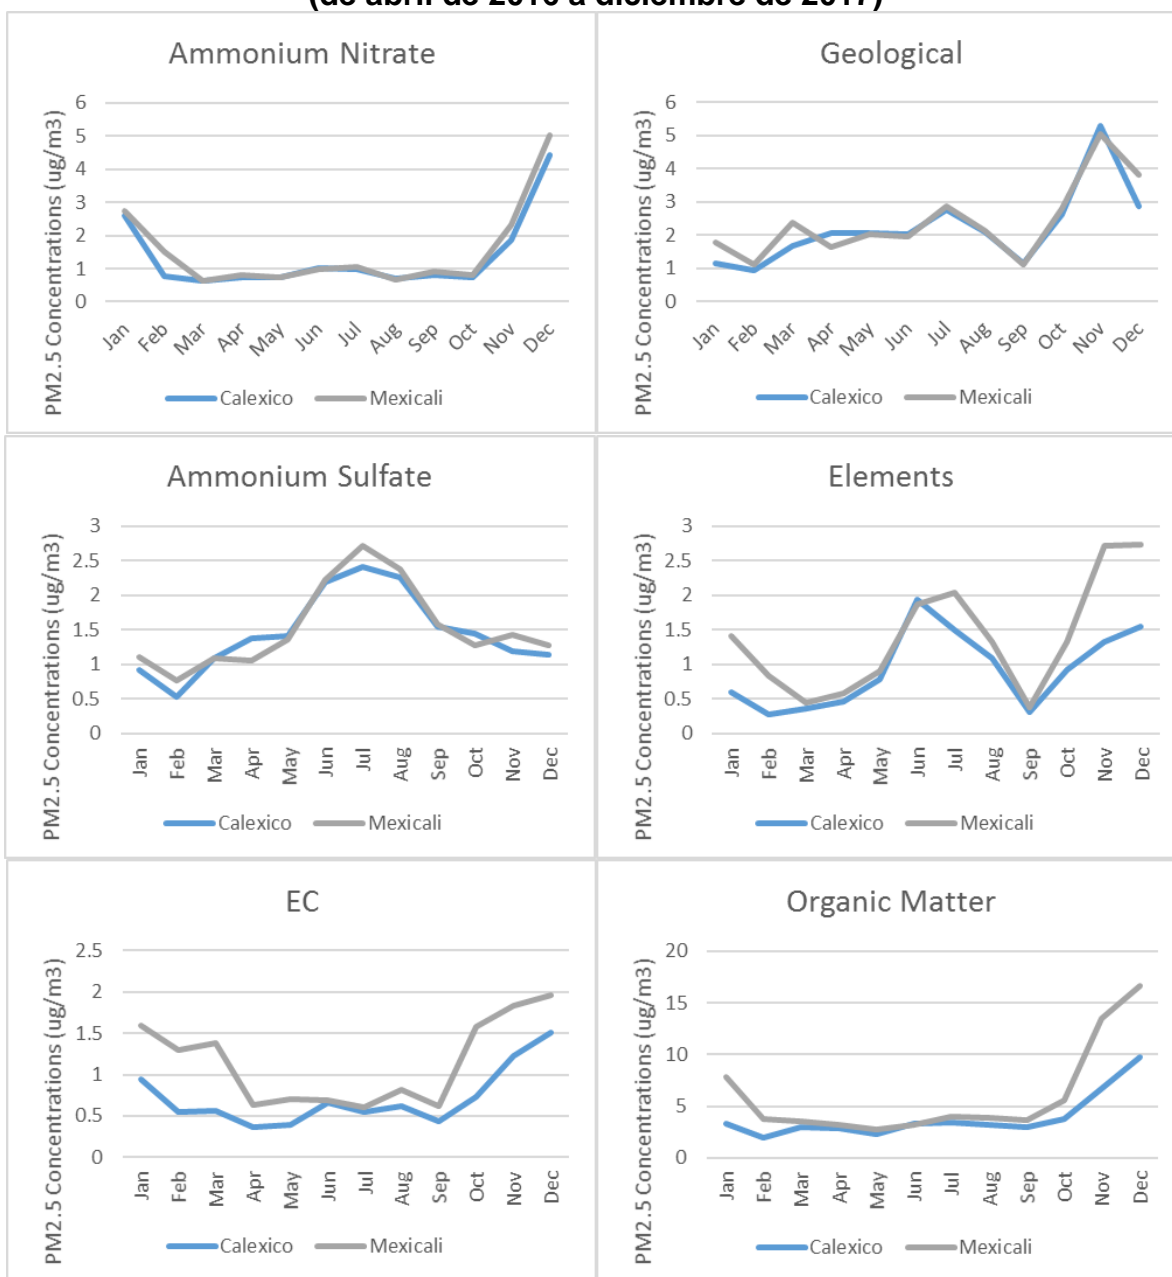 (de abril de 2016 a diciembre de 2017)
Ammonium Nitrate
PM2.5 Concentrations (ug/m3)
6
5
4
3
2
1
0
Jan Feb Mar Apr May Jun Jul Aug Sep Oct Nov Dec
Calexico Mexicali
Geological
PM2.5 Concentrations (ug/m3)
6
5
4
3
2
1
0
Jan Feb Mar Apr May Jun Jul Aug Sep Oct Nov Dec
Calexico Mexicali
Ammonium Sulfate
PM2.5 Concentrations (ug/m3)
3
2.5
2
1.5
1
0.5
0
Jan Feb Mar Apr May Jun Jul Aug Sep Oct Nov Dec
Calexico Mexicali
Elements
PM2.5 Concentrations (ug/m3)
3
2.5
2
1.5
1
0.5
0
Jan Feb Mar Apr May Jun Jul Aug Sep Oct Nov Dec
Calexico Mexicali
EC
PM2.5 Concentrations (ug/m3)
2.5
2
1.5
1
0.5
0
Jan Feb Mar Apr May Jun Jul Aug Sep Oct Nov Dec
Calexico Mexicali
Organic Matter
PM2.5 Concentrations (ug/m3)
20
15
10
5
0
Jan Feb Mar Apr May Jun Jul Aug Sep Oct Nov Dec
Calexico Mexicali